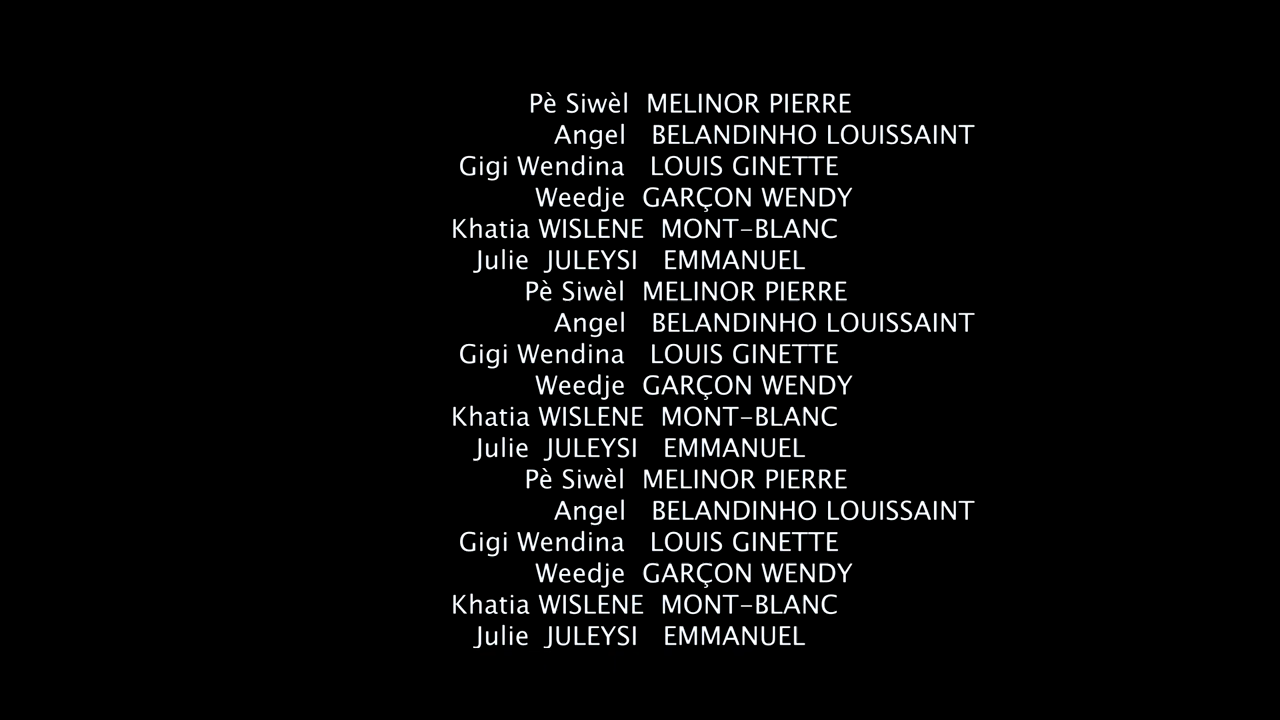 Pè Siwèl MELINOR PIERRE
Angel BELANDINHO LOUISSAINT
Gigi Wendina LOUIS GINETTE
Weedje GARÇON WENDY
Khatia WISLENE MONT-BLANC
Julie JULEYSI EMMANUEL
Pè Siwèl MELINOR PIERRE
Angel BELANDINHO LOUISSAINT
Gigi Wendina LOUIS GINETTE
Weedje GARÇON WENDY
Khatia WISLENE MONT-BLANC
Julie JULEYSI EMMANUEL
Pè Siwèl MELINOR PIERRE
Angel BELANDINHO LOUISSAINT
Gigi Wendina LOUIS GINETTE
Weedje GARÇON WENDY
Khatia WISLENE MONT-BLANC
Julie JULEYSI EMMANUEL